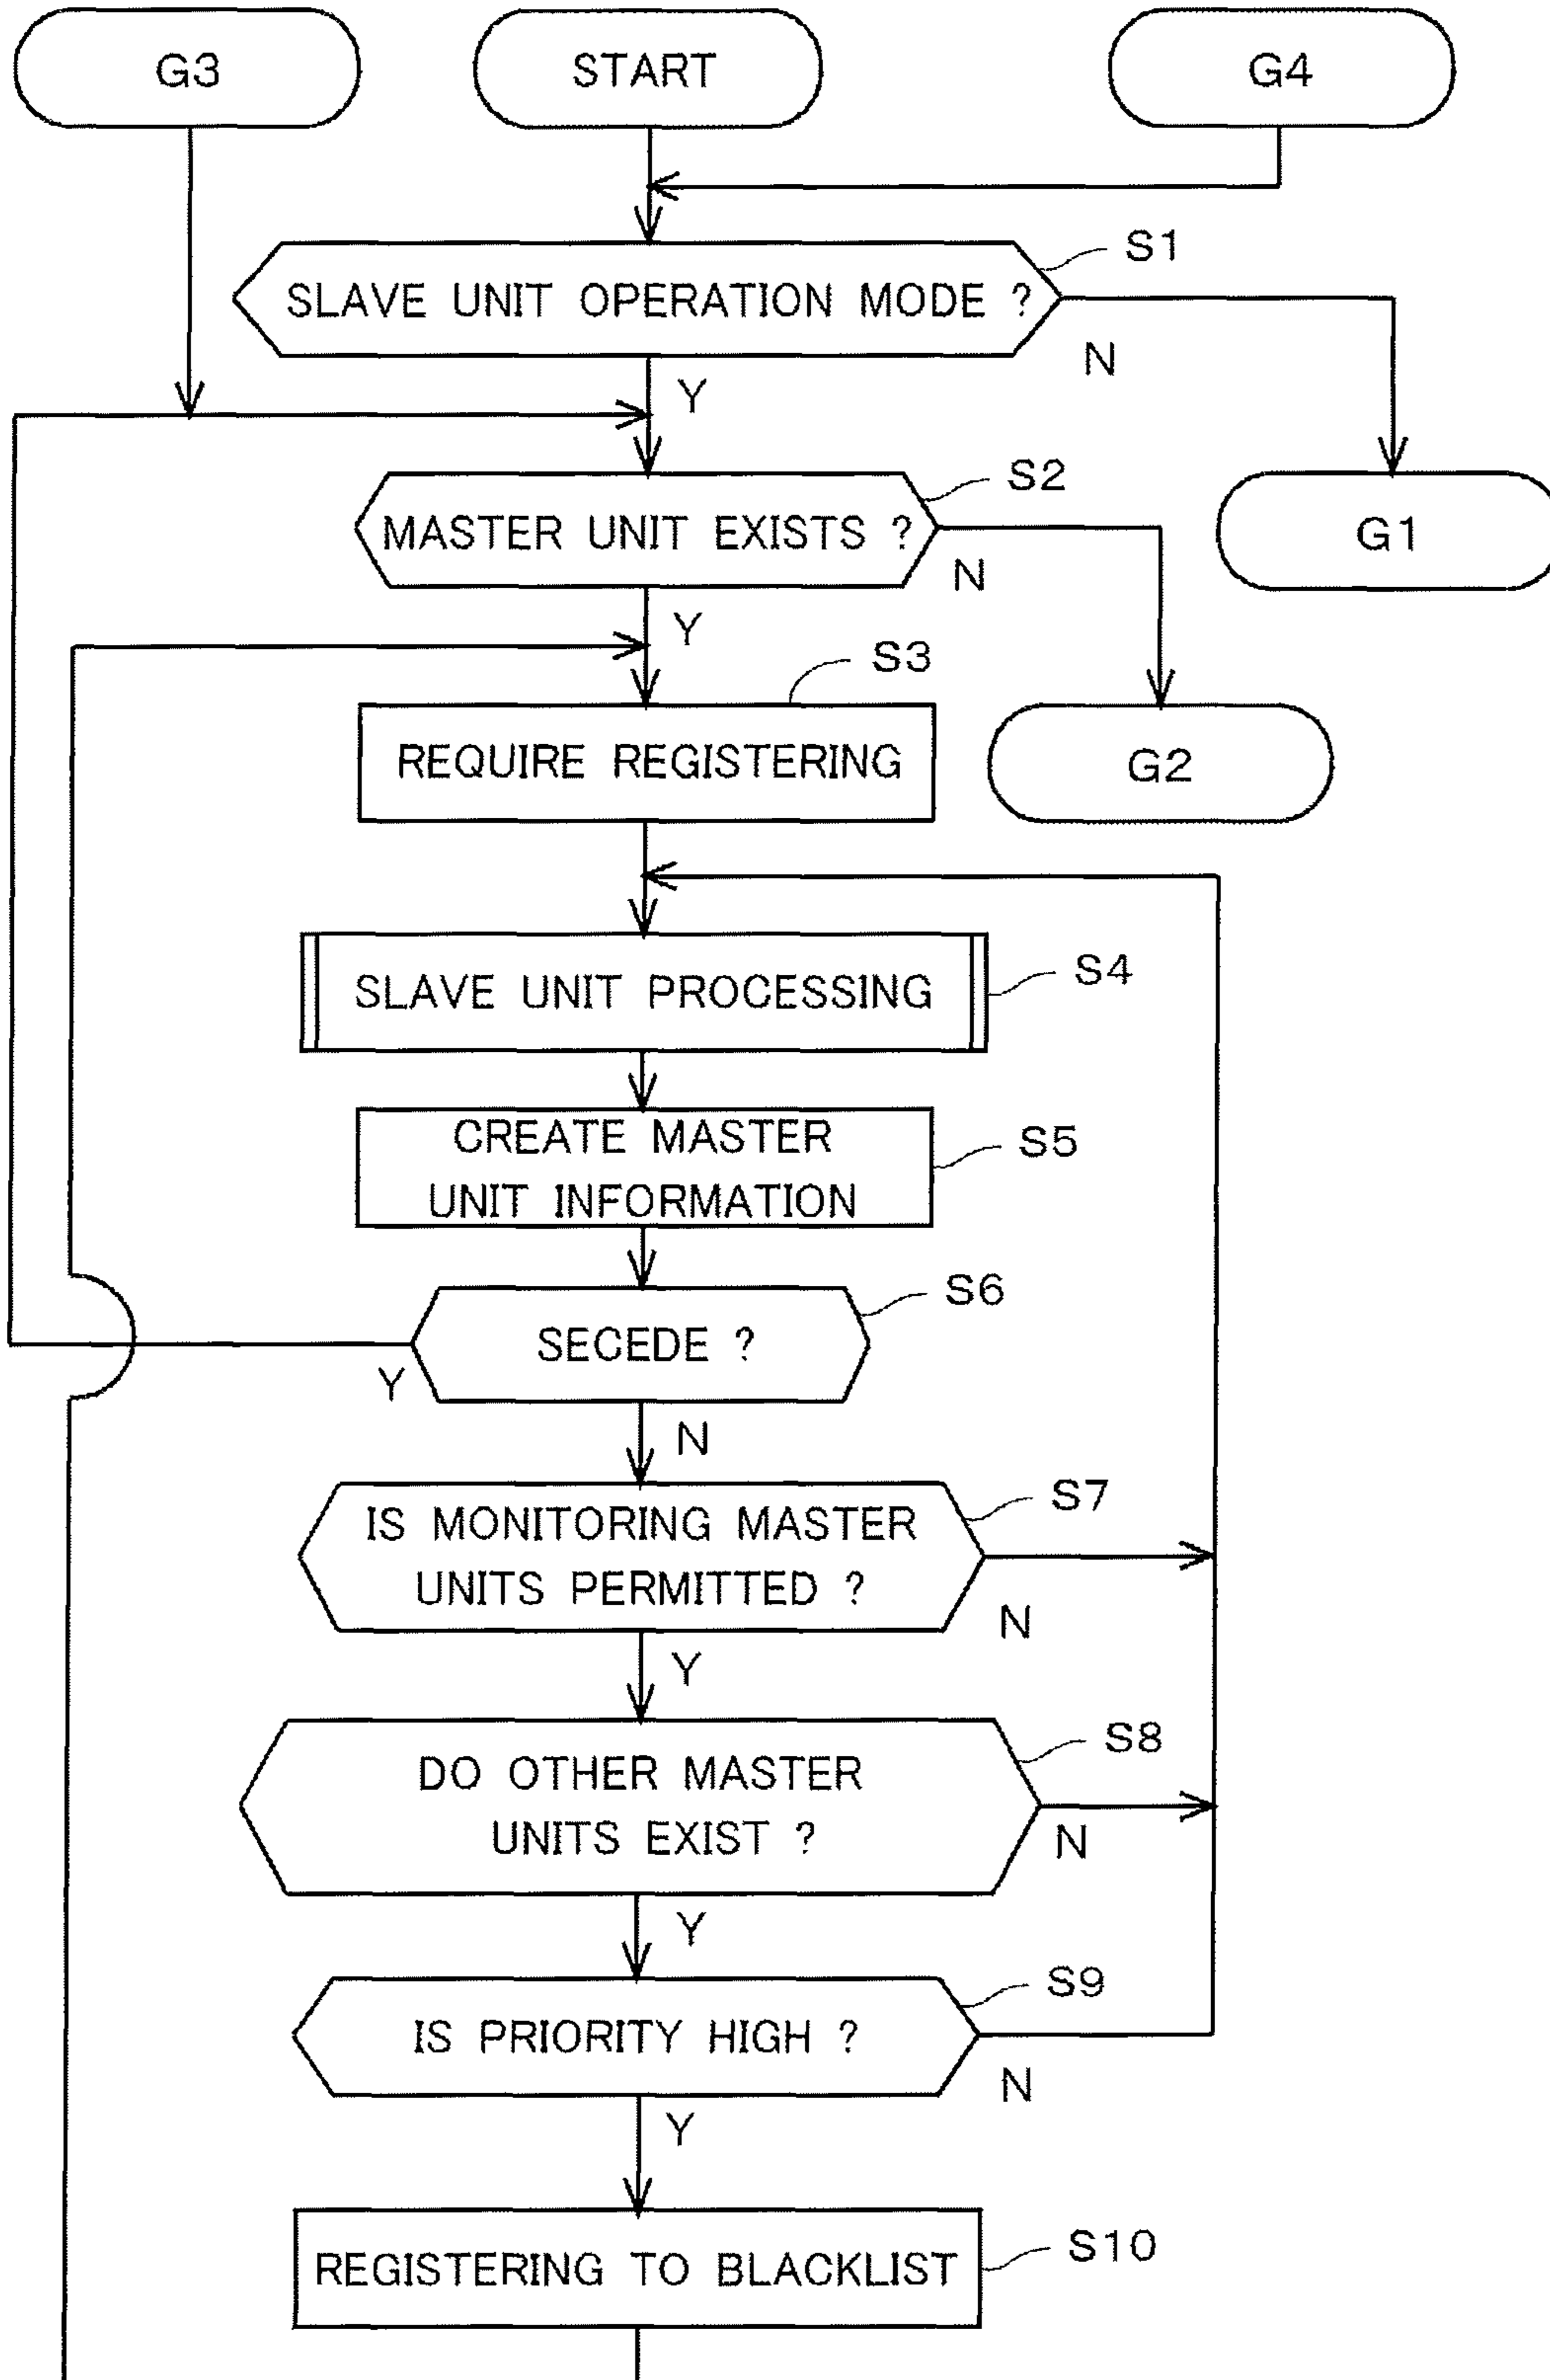 G3
START
G4
S1
SLAVE UNIT OPERATION MODE ?
N
Y
S2
MASTER UNIT EXISTS ?
G1
N
Y
S3
REQUIRE REGISTERING
G2
SLAVE UNIT PROCESSING
S4
CREATE MASTER
UNIT INFORMATION
S5
S6
SECEDE ?
Y
N
S7
IS MONITORING MASTER
UNITS PERMITTED ?
N
Y
S8
DO OTHER MASTER
UNITS EXIST ?
N
Y
S9
IS PRIORITY HIGH ?
N
Y
S10
REGISTERING TO BLACKLIST